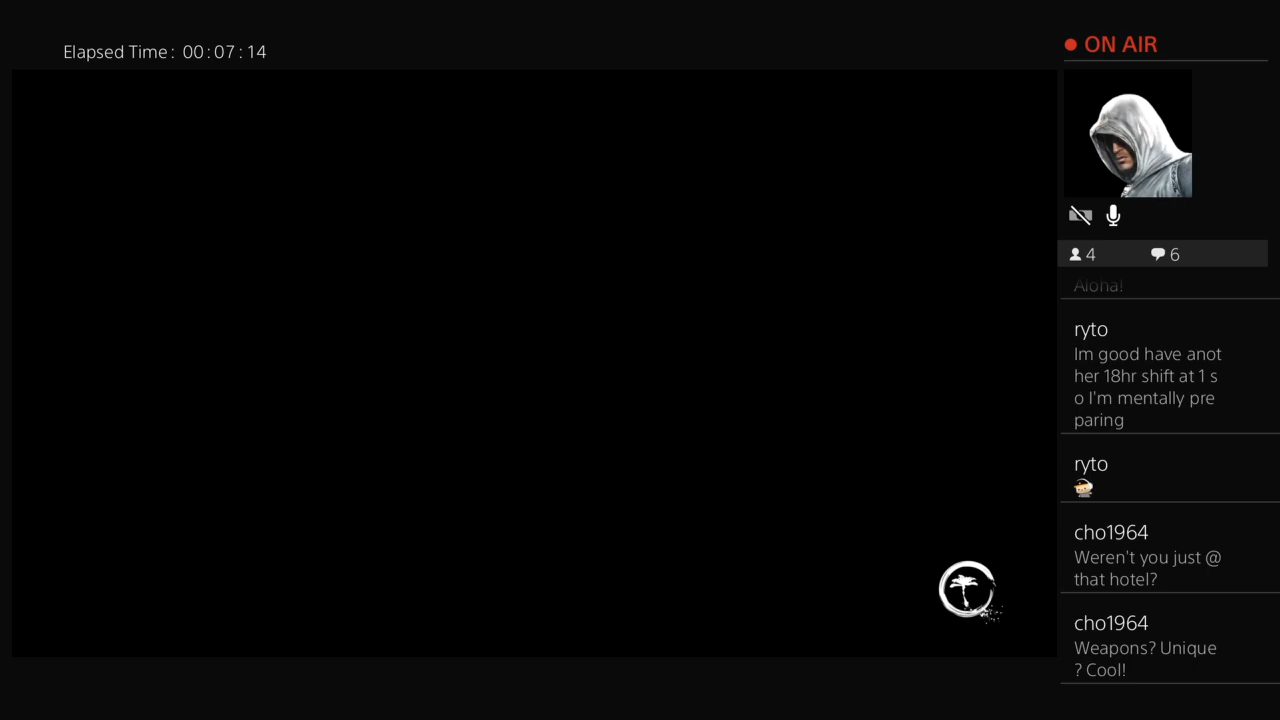 Elapsed Time: 00:07:14
ON AIR
4 6
Aloha!
ryto
Im good have anot
her 18hr shift at 1 s
o I'm mentally pre
paring
ryto
cho1964
Weren't you just @
that hotel?
cho1964
Weapons? Unique
? Cool!